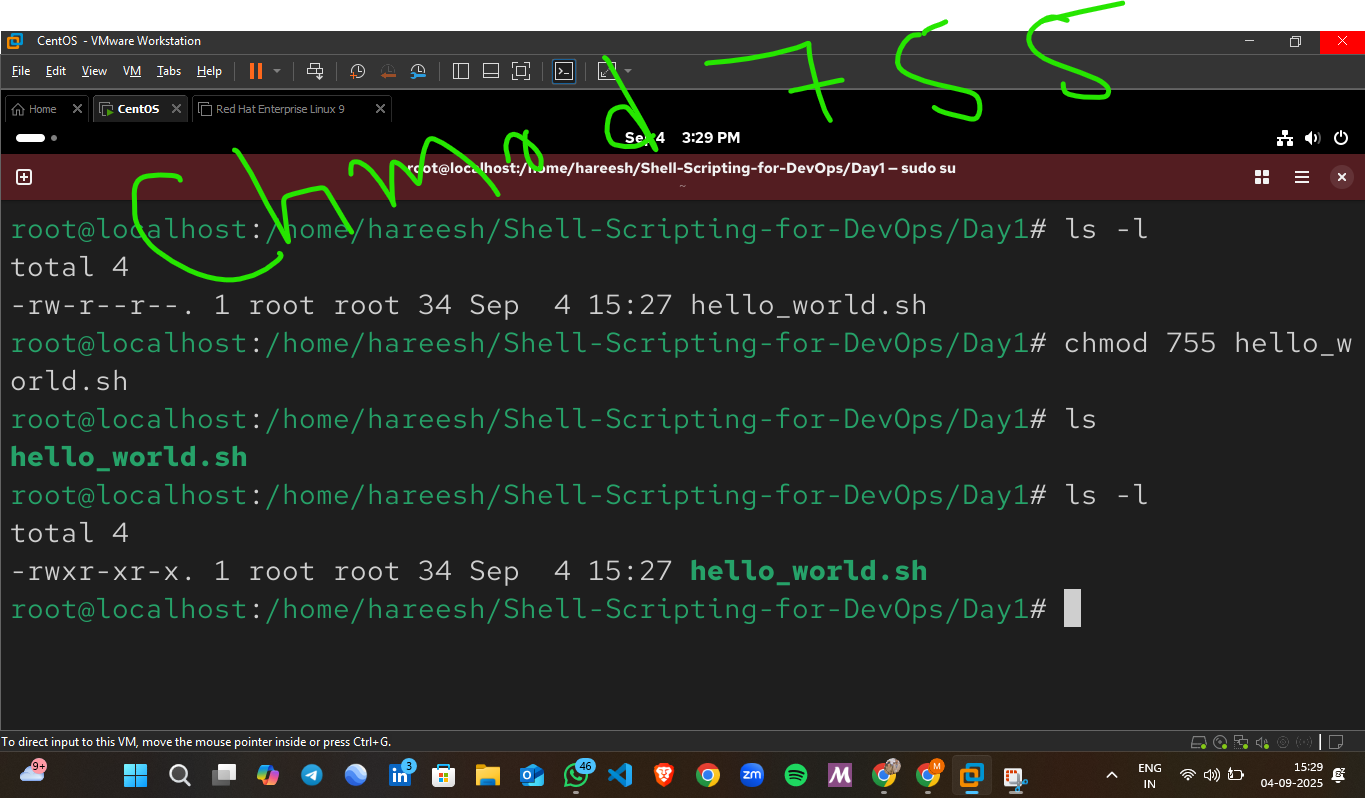 CentOS - VMware Workstation
File Edit View VM Tabs Help
Home CentOS Red Hat Enterprise Linux 9
chmod 755
Sep 4 3:29 PM
root@localhost:/home/hareesh/Shell-Scripting-for-DevOps/Day1 — sudo su
~
root@localhost:/home/hareesh/Shell-Scripting-for-DevOps/Day1# ls -l
total 4
-rw-r--r--. 1 root root 34 Sep  4 15:27 hello_world.sh
root@localhost:/home/hareesh/Shell-Scripting-for-DevOps/Day1# chmod 755 hello_w
orld.sh
root@localhost:/home/hareesh/Shell-Scripting-for-DevOps/Day1# ls
hello_world.sh
root@localhost:/home/hareesh/Shell-Scripting-for-DevOps/Day1# ls -l
total 4
-rwxr-xr-x. 1 root root 34 Sep  4 15:27 hello_world.sh
root@localhost:/home/hareesh/Shell-Scripting-for-DevOps/Day1#
To direct input to this VM, move the mouse pointer inside or press Ctrl+G.
9+ in 3 46 zm M M ENG 15:29
IN 04-09-2025